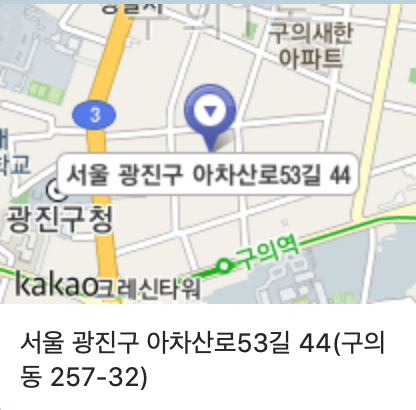 구의새한
아파트
3
서울 광진구 아차산로53길 44
학교
광진구청
구의역
kakao
크레신타워
서울 광진구 아차산로53길 44(구의
동 257-32)